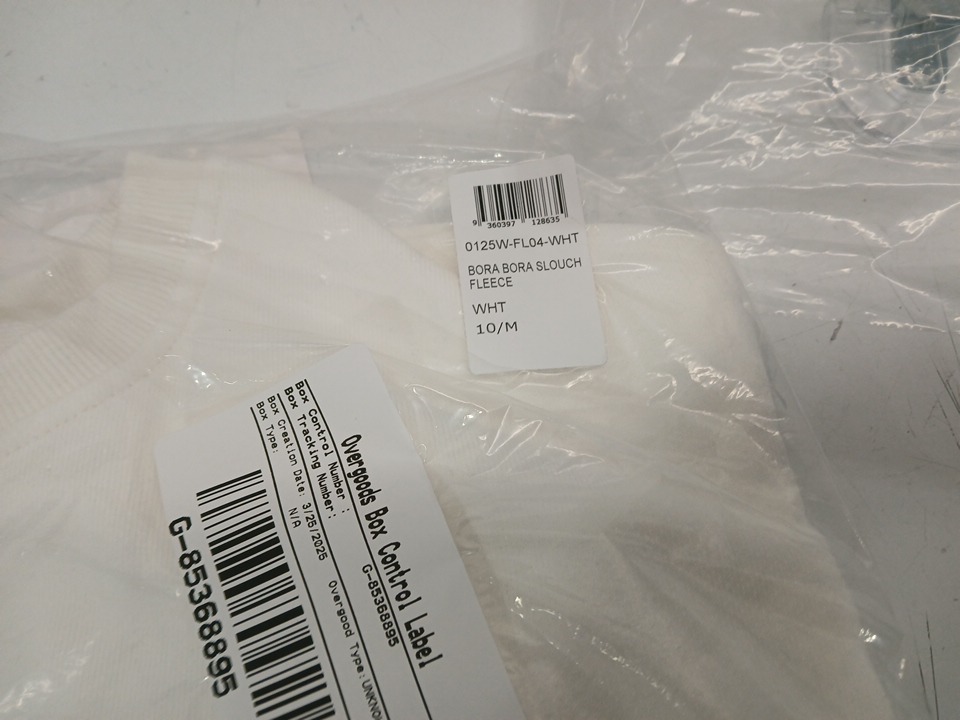 9 360397 128635
0125W-FL04-WHT
BORA BORA SLOUCH
FLEECE
WHT
10/M
Overgoods Box Control Label
Box Control Number : G-85368895
Box Tracking Number:
Box Creation Date: 3/25/2025 Overgood Type:
Box Type: N/A
G-85368895